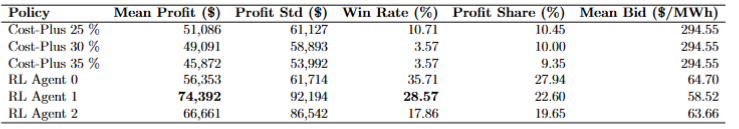 Policy Mean Profit ($) Profit Std ($) Win Rate (%) Profit Share (%) Mean Bid ($/MWh)
Cost-Plus 25 % 51,086 61,127 10.71 10.45 294.55
Cost-Plus 30 % 49,091 58,893 3.57 10.00 294.55
Cost-Plus 35 % 45,872 53,992 3.57 9.35 294.55
RL Agent 0 56,353 61,714 35.71 27.94 64.70
RL Agent 1 74,392 92,194 28.57 22.60 58.52
RL Agent 2 66,661 86,542 17.86 19.65 63.66